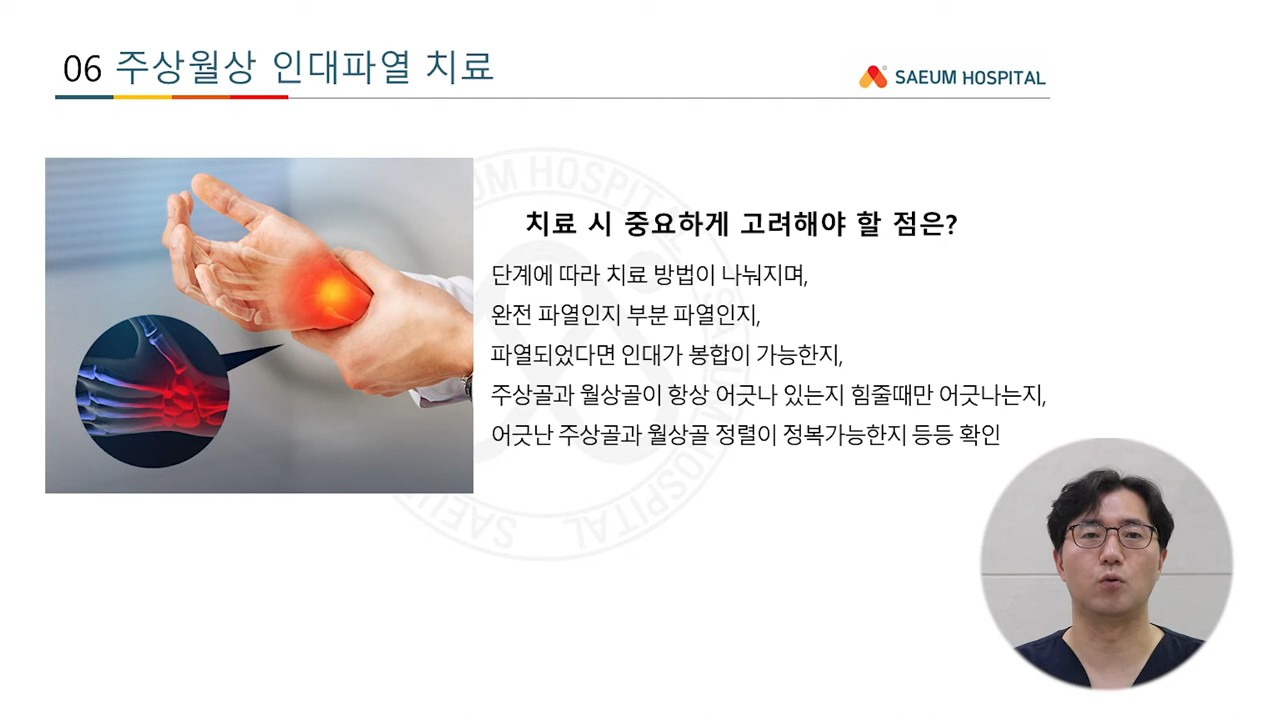 06 주상월상 인대파열 치료
SAEUM HOSPITAL
치료 시 중요하게 고려해야 할 점은?
단계에 따라 치료 방법이 나눠지며,
완전 파열인지 부분 파열인지,
파열되었다면 인대가 봉합이 가능한지,
주상골과 월상골이 항상 어긋나 있는지 힘줄때만 어긋나는지,
어긋난 주상골과 월상골 정렬이 정복가능한지 등등 확인
SAEUM HOSPITAL
SAEUM HOSPITAL